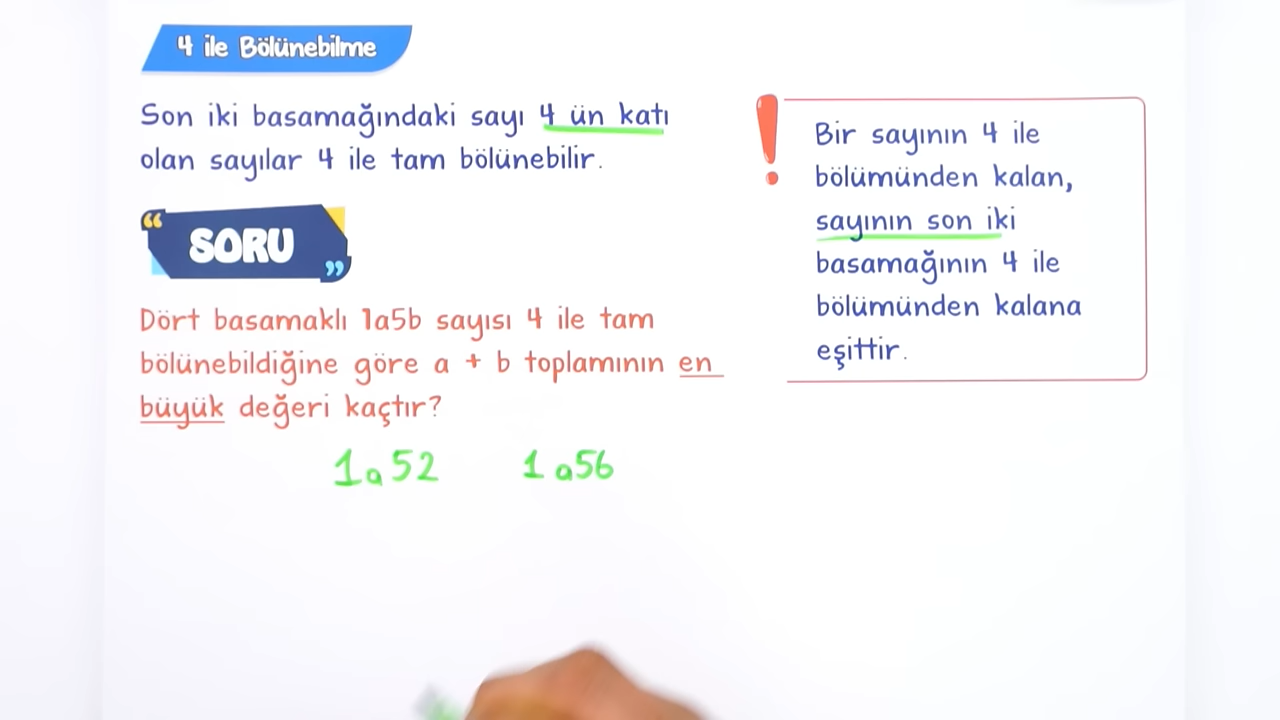 4 ile Bölünebilme
Son iki basamağındaki sayı 4 ün katı
olan sayılar 4 ile tam bölünebilir.
SORU
Dört basamaklı 1a5b sayısı 4 ile tam
bölünebildiğine göre a + b toplamının en
büyük değeri kaçtır?
1a52 1a56
Bir sayının 4 ile
bölümünden kalan,
sayının son iki
basamağının 4 ile
bölümünden kalana
eşittir.